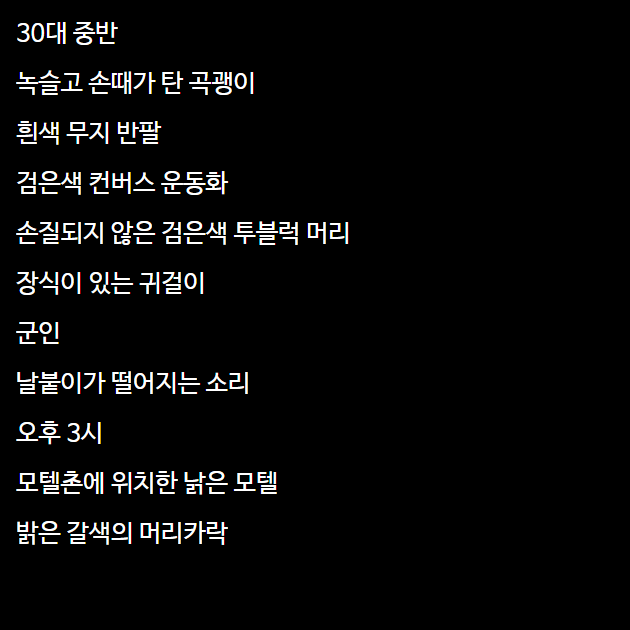 30대 중반
녹슬고 손때가 탄 곡괭이
흰색 무지 반팔
검은색 컨버스 운동화
손질되지 않은 검은색 투블럭 머리
장식이 있는 귀걸이
군인
날붙이가 떨어지는 소리
오후 3시
모텔촌에 위치한 낡은 모텔
밝은 갈색의 머리카락